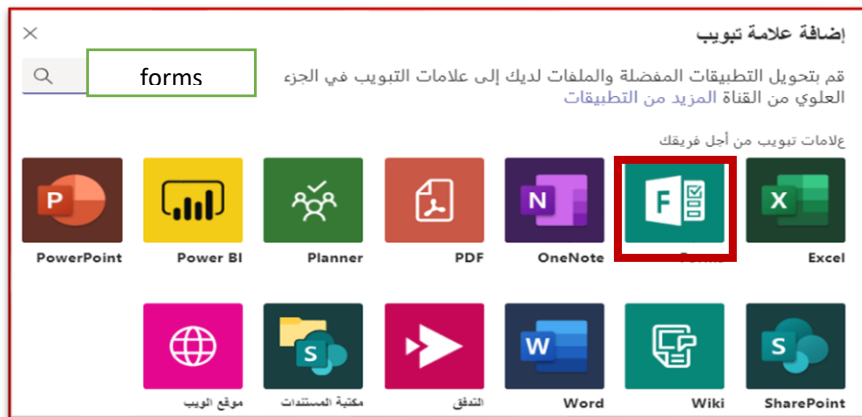 إضافة علامة تبويب
قم بتحويل التطبيقات المفضلة والملفات لديك إلى علامات التبويب في الجزء
العلوي من القناة المزيد من التطبيقات
forms
علامات تبويب من أجل فريقك
Excel
Forms
OneNote
PDF
Planner
Power BI
PowerPoint
SharePoint
Wiki
Word
التدفق
مكتبة المستندات
موقع الويب